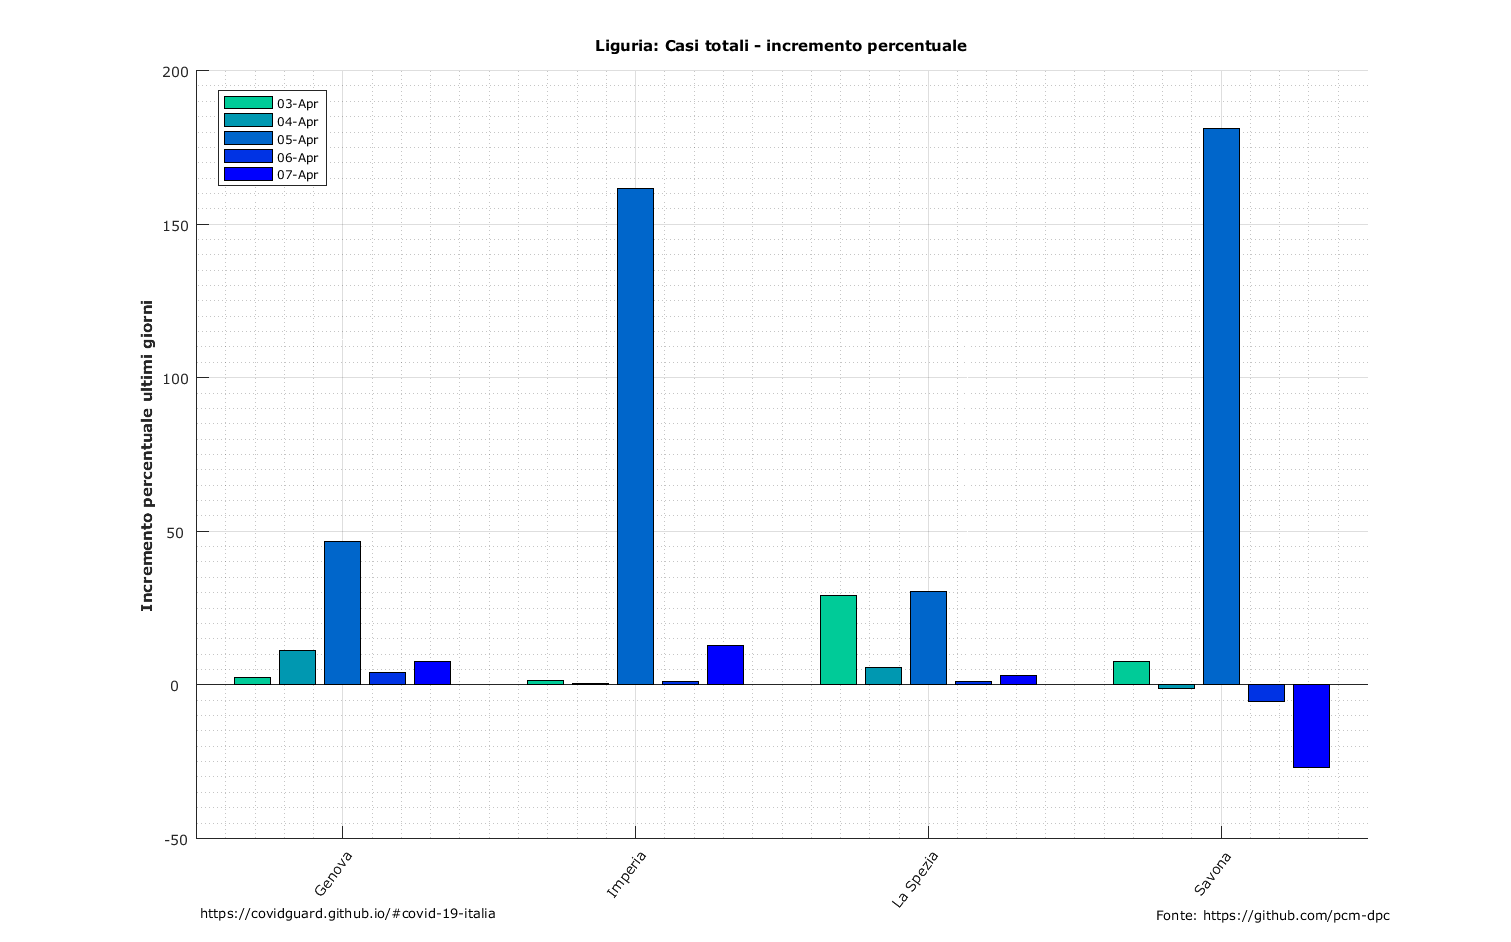 Liguria: Casi totali - incremento percentuale
200
150
100
50
0
-50
Incremento percentuale ultimi giorni
03-Apr
04-Apr
05-Apr
06-Apr
07-Apr
Genova
Imperia
La Spezia
Savona
https://covidguard.github.io/#covid-19-italia
Fonte: https://github.com/pcm-dpc